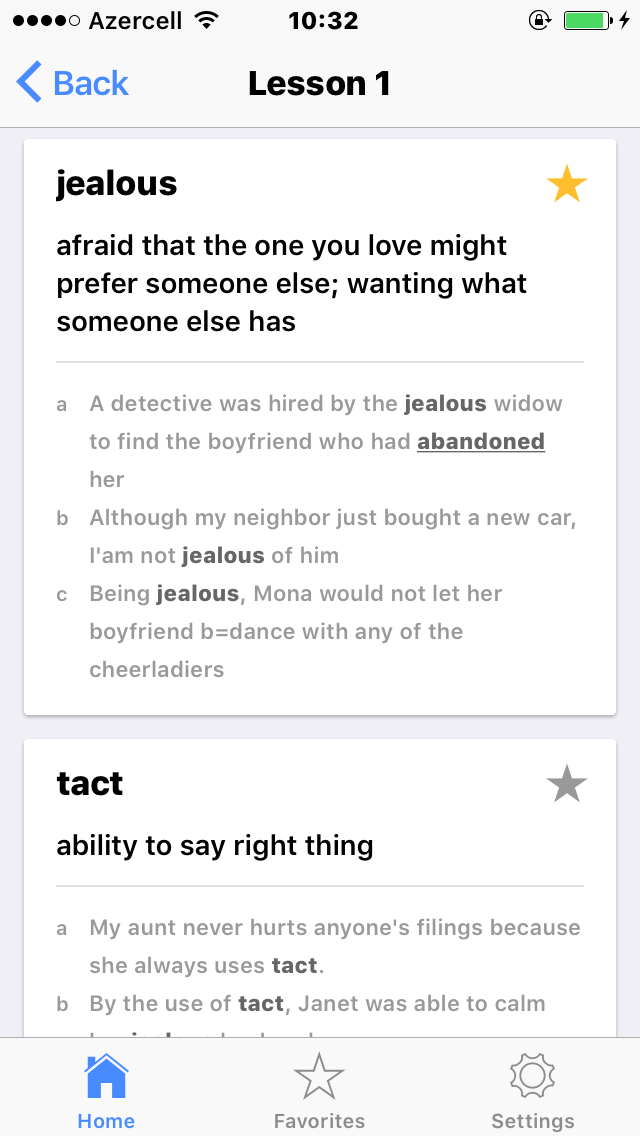 Azercell 10:32
Back Lesson 1
jealous
afraid that the one you love might
prefer someone else; wanting what
someone else has
a A detective was hired by the jealous widow
to find the boyfriend who had abandoned
her
b Although my neighbor just bought a new car,
I'am not jealous of him
c Being jealous, Mona would not let her
boyfriend b=dance with any of the
cheerladiers
tact
ability to say right thing
a My aunt never hurts anyone's filings because
she always uses tact.
b By the use of tact, Janet was able to calm
Home Favorites Settings